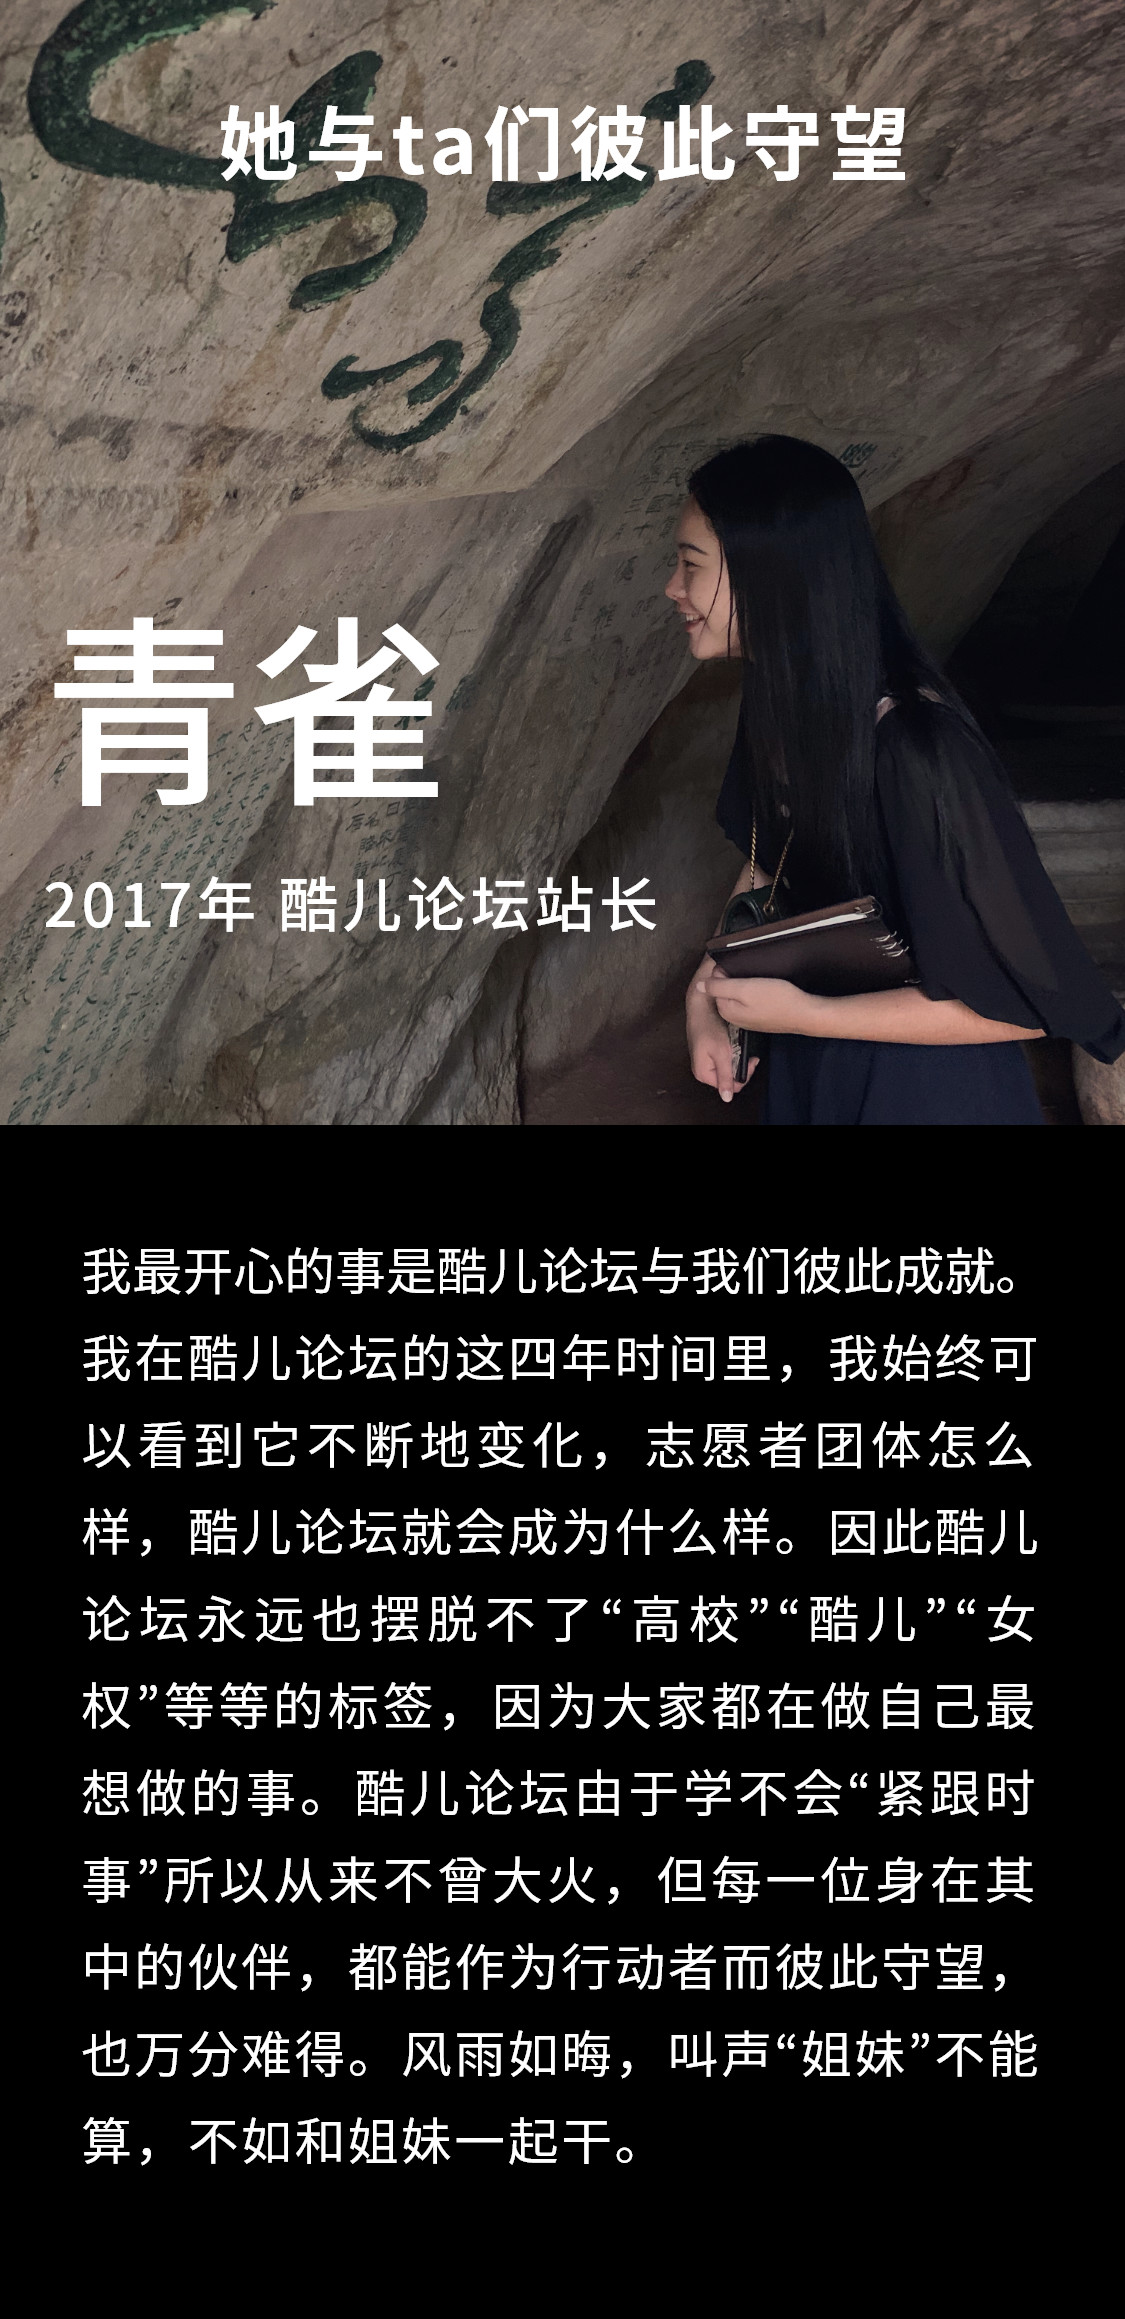 她与ta们彼此守望
青雀
2017年 酷儿论坛站长
我最开心的事是酷儿论坛与我们彼此成就。
我在酷儿论坛的这四年时间里，我始终可
以看到它不断地变化，志愿者团体怎么
样，酷儿论坛就会成为什么样。因此酷儿
论坛永远也摆脱不了“高校”“酷儿”“女
权”等等的标签，因为大家都在做自己最
想做的事。酷儿论坛由于学不会“紧跟时
事”所以从来不曾大火，但每一位身在其
中的伙伴，都能作为行动者而彼此守望，
也万分难得。风雨如晦，叫声“姐妹”不能
算，不如和姐妹一起干。